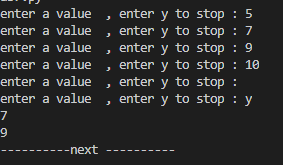 enter a value  , enter y to stop : 5
enter a value  , enter y to stop : 7
enter a value  , enter y to stop : 9
enter a value  , enter y to stop : 10
enter a value  , enter y to stop :
enter a value  , enter y to stop : y
7
9
----------next ----------